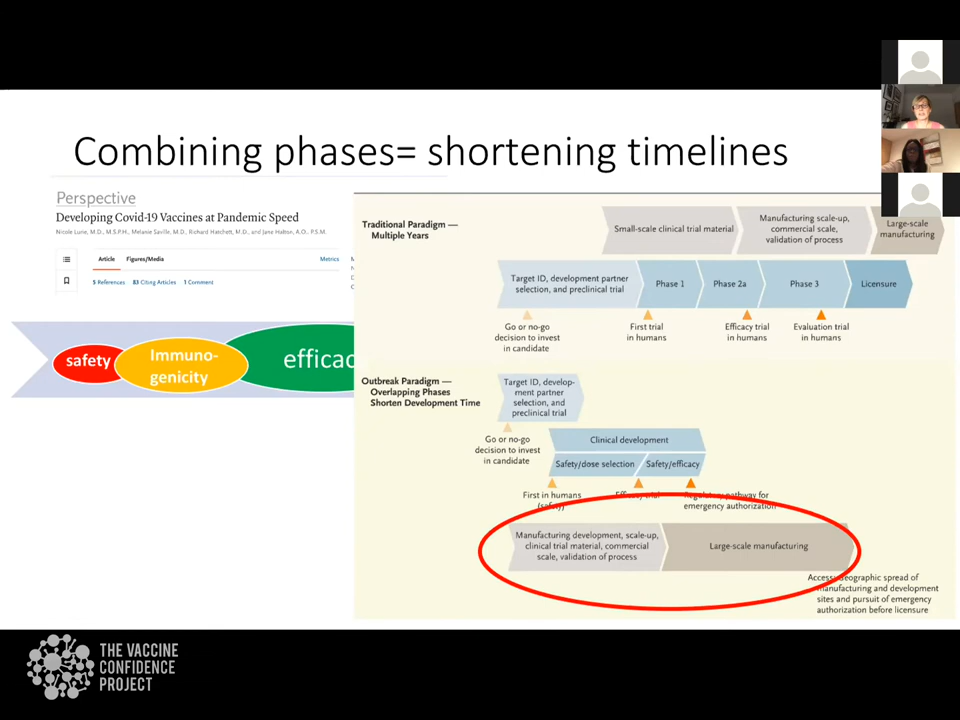 Combining phases= shortening timelines
Perspective
Developing Covid-19 Vaccines at Pandemic Speed
Nicole Lurie, M.D., M.S.P.H., Melanie Saville, M.D., Richard Hatchett, M.D., and Jane Halton, A.O., P.S.M.
Article Figures/Media
Metrics
5 References 83 Citing Articles 1 Comment
safety
Immuno-
genicity
efficac
Traditional Paradigm —
Multiple Years
Small-scale clinical trial material
Manufacturing scale-up,
commercial scale,
validation of process
Large-scale
manufacturing
Target ID, development partner
selection, and preclinical trial
Phase 1
Phase 2a
Phase 3
Licensure
Go or no-go
decision to invest
in candidate
First trial
in humans
Efficacy trial
in humans
Evaluation trial
in humans
Outbreak Paradigm —
Overlapping Phases
Shorten Development Time
Target ID, develop-
ment partner
selection, and
preclinical trial
Go or no-go
decision to invest
in candidate
Clinical development
Safety/dose selection
Safety/efficacy
First in humans
(safety)
Efficacy trial
Regulatory pathway for
emergency authorization
Manufacturing development, scale-up,
clinical trial material, commercial
scale, validation of process
Large-scale manufacturing
Access: geographic spread of
manufacturing and development
sites and pursuit of emergency
authorization before licensure
THE VACCINE
CONFIDENCE
PROJECT